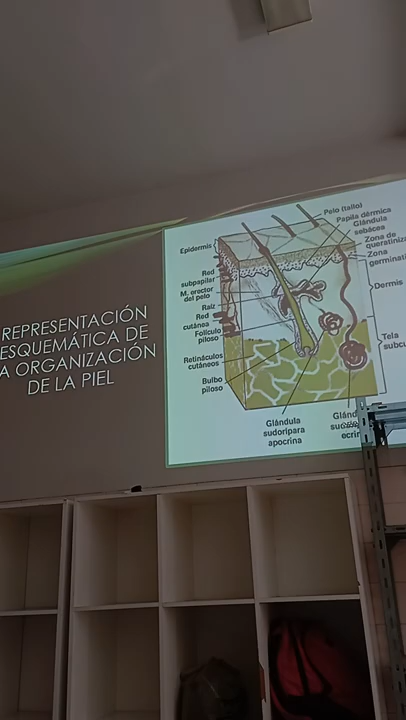 REPRESENTACIÓN
ESQUEMÁTICA DE
LA ORGANIZACIÓN
DE LA PIEL
Pelo (tallo)
Papila dérmica
Glándula
sebácea
Zona de
queratiniza
Zona
germinati
Dermis
Tela
subcu
Epidermis
Red
subpapilar
M. erector
del pelo
Raíz
Red
cutánea
Folículo
piloso
Retináculos
cutáneos
Bulbo
piloso
Glándula
sudorípara
apocrina
Glánd
ecrin